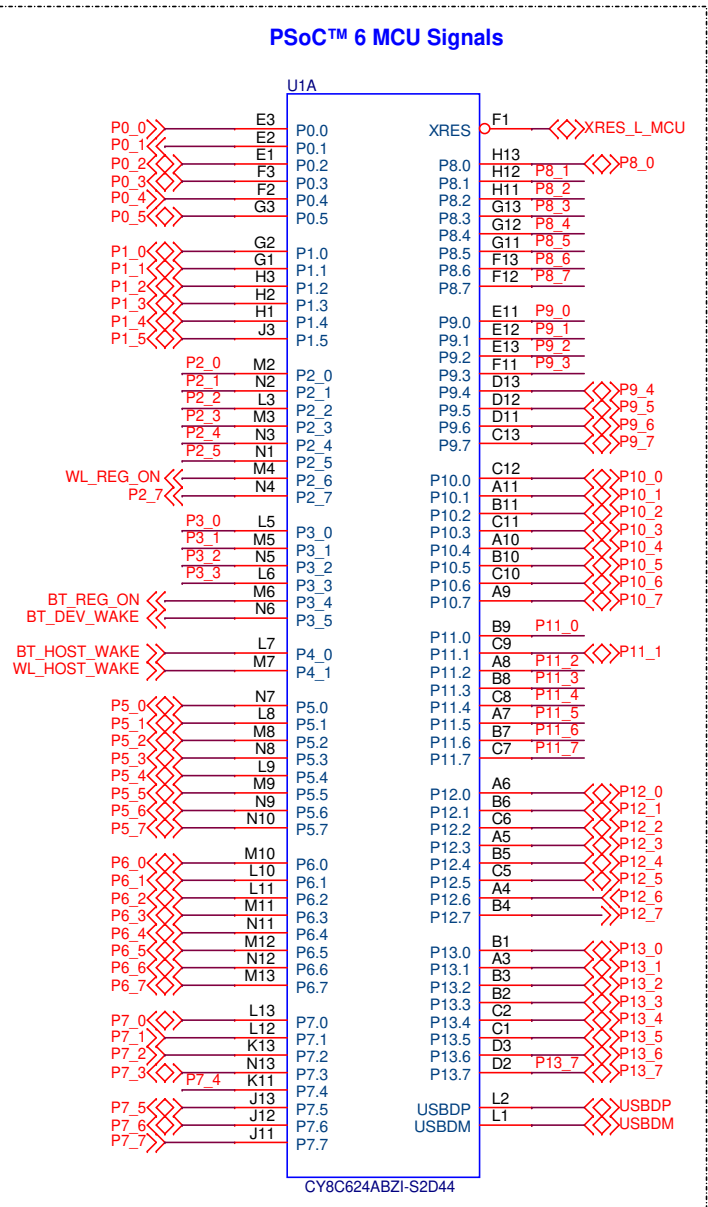 PSoC™ 6 MCU Signals
U1A
P0_0 E3 P0.0
P0_1 E2 P0.1
P0_2 E1 P0.2
P0_3 F3 P0.3
P0_4 F2 P0.4
P0_5 G3 P0.5
P1_0 G2 P1.0
P1_1 G1 P1.1
P1_2 H3 P1.2
P1_3 H2 P1.3
P1_4 H1 P1.4
P1_5 J3 P1.5
P2_0 M2 P2_0
P2_1 N2 P2_1
P2_2 L3 P2_2
P2_3 M3 P2_3
P2_4 N3 P2_4
P2_5 N1 P2_5
WL_REG_ON M4 P2_6
P2_7 N4 P2_7
P3_0 L5 P3_0
P3_1 M5 P3_1
P3_2 N5 P3_2
P3_3 L6 P3_3
BT_REG_ON M6 P3_4
BT_DEV_WAKE N6 P3_5
BT_HOST_WAKE L7 P4_0
WL_HOST_WAKE M7 P4_1
P5_0 N7 P5.0
P5_1 L8 P5.1
P5_2 M8 P5.2
P5_3 N8 P5.3
P5_4 L9 P5.4
P5_5 M9 P5.5
P5_6 N9 P5.6
P5_7 N10 P5.7
P6_0 M10 P6.0
P6_1 L10 P6.1
P6_2 L11 P6.2
P6_3 M11 P6.3
P6_4 N11 P6.4
P6_5 M12 P6.5
P6_6 N12 P6.6
P6_7 M13 P6.7
P7_0 L13 P7.0
P7_1 L12 P7.1
P7_2 K13 P7.2
P7_3 N13 P7.3
P7_4 K11 P7.4
P7_5 J13 P7.5
P7_6 J12 P7.6
P7_7 J11 P7.7
XRES F1 XRES_L_MCU
P8.0 H13 P8_0
P8.1 H12 P8_1
P8.2 H11 P8_2
P8.3 G13 P8_3
P8.4 G12 P8_4
P8.5 G11 P8_5
P8.6 F13 P8_6
P8.7 F12 P8_7
P9.0 E11 P9_0
P9.1 E12 P9_1
P9.2 E13 P9_2
P9.3 F11 P9_3
P9.4 D13 P9_4
P9.5 D12 P9_5
P9.6 D11 P9_6
P9.7 C13 P9_7
P10.0 C12 P10_0
P10.1 A11 P10_1
P10.2 B11 P10_2
P10.3 C11 P10_3
P10.4 A10 P10_4
P10.5 B10 P10_5
P10.6 C10 P10_6
P10.7 A9 P10_7
P11.0 B9 P11_0
P11.1 C9 P11_1
P11.2 A8 P11_2
P11.3 B8 P11_3
P11.4 C8 P11_4
P11.5 A7 P11_5
P11.6 B7 P11_6
P11.7 C7 P11_7
P12.0 A6 P12_0
P12.1 B6 P12_1
P12.2 C6 P12_2
P12.3 A5 P12_3
P12.4 B5 P12_4
P12.5 C5 P12_5
P12.6 A4 P12_6
P12.7 B4 P12_7
P13.0 B1 P13_0
P13.1 A3 P13_1
P13.2 B3 P13_2
P13.3 B2 P13_3
P13.4 C2 P13_4
P13.5 C1 P13_5
P13.6 D3 P13_6
P13.7 D2 P13_7 P13_7
USBDP L2 USBDP
USBDM L1 USBDM
CY8C624ABZI-S2D44